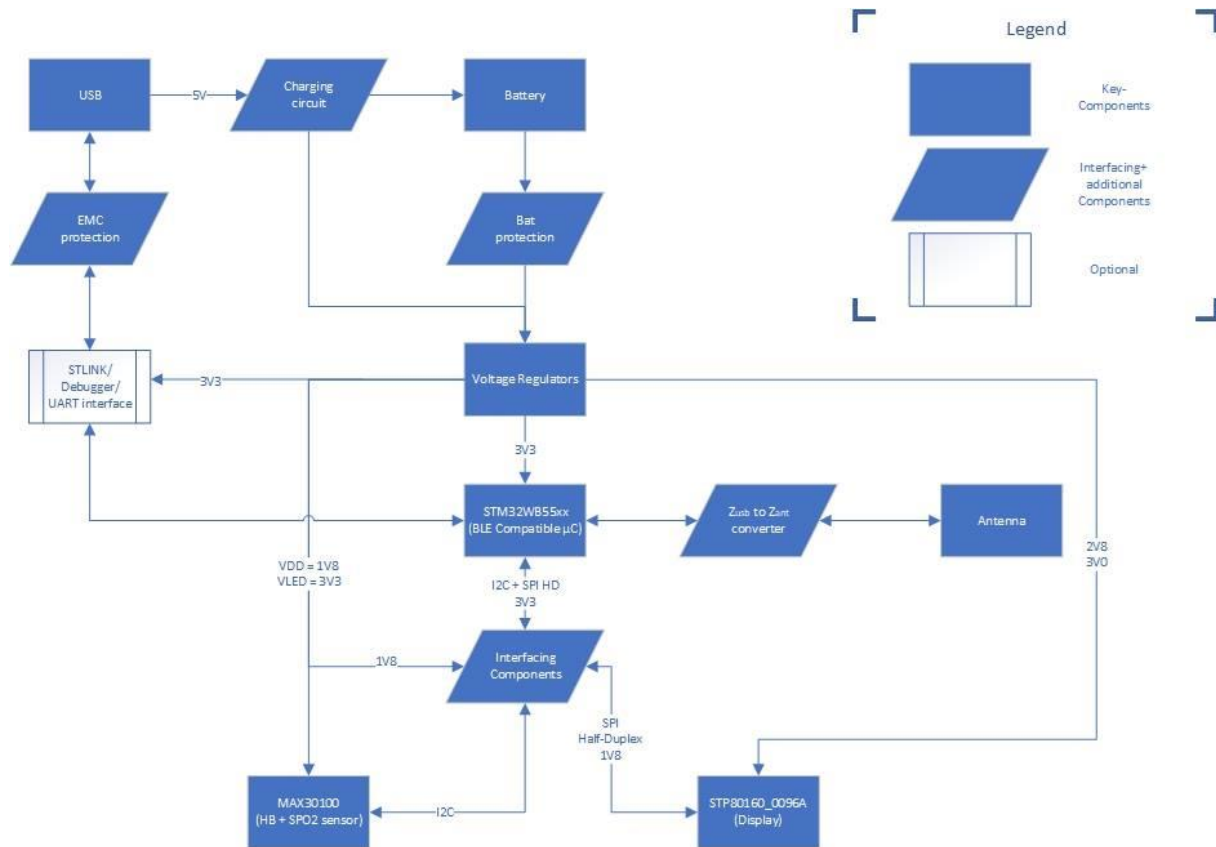 Legend
USB
5V
Charging
circuit
Battery
Key-
Components
Interfacing+
additional
Components
EMC
protection
Bat
protection
Optional
STLINK/
Debugger/
UART interface
3V3
Voltage Regulators
3V3
STM32WB55xx
(BLE Compatible µC)
Zusb to Zant
converter
Antenna
VDD = 1V8
VLED = 3V3
I2C + SPI HD
3V3
2V8
3V0
1V8
Interfacing
Components
SPI
Half-Duplex
1V8
MAX30100
(HB + SPO2 sensor)
I2C
STP80160_0096A
(Display)